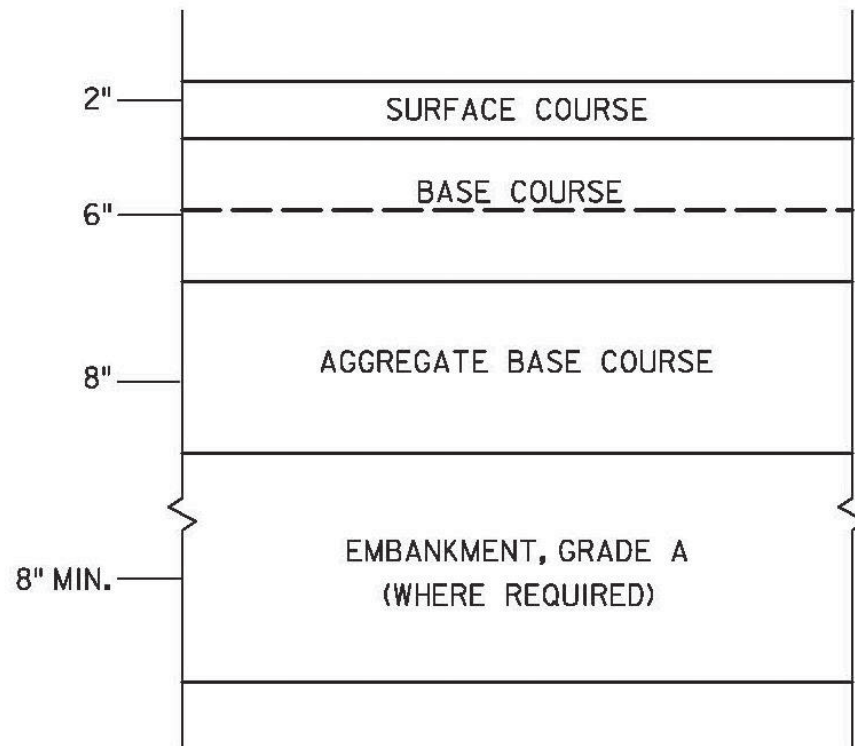 2" SURFACE COURSE
BASE COURSE
6"
AGGREGATE BASE COURSE
8"
EMBANKMENT, GRADE A
8" MIN.
(WHERE REQUIRED)